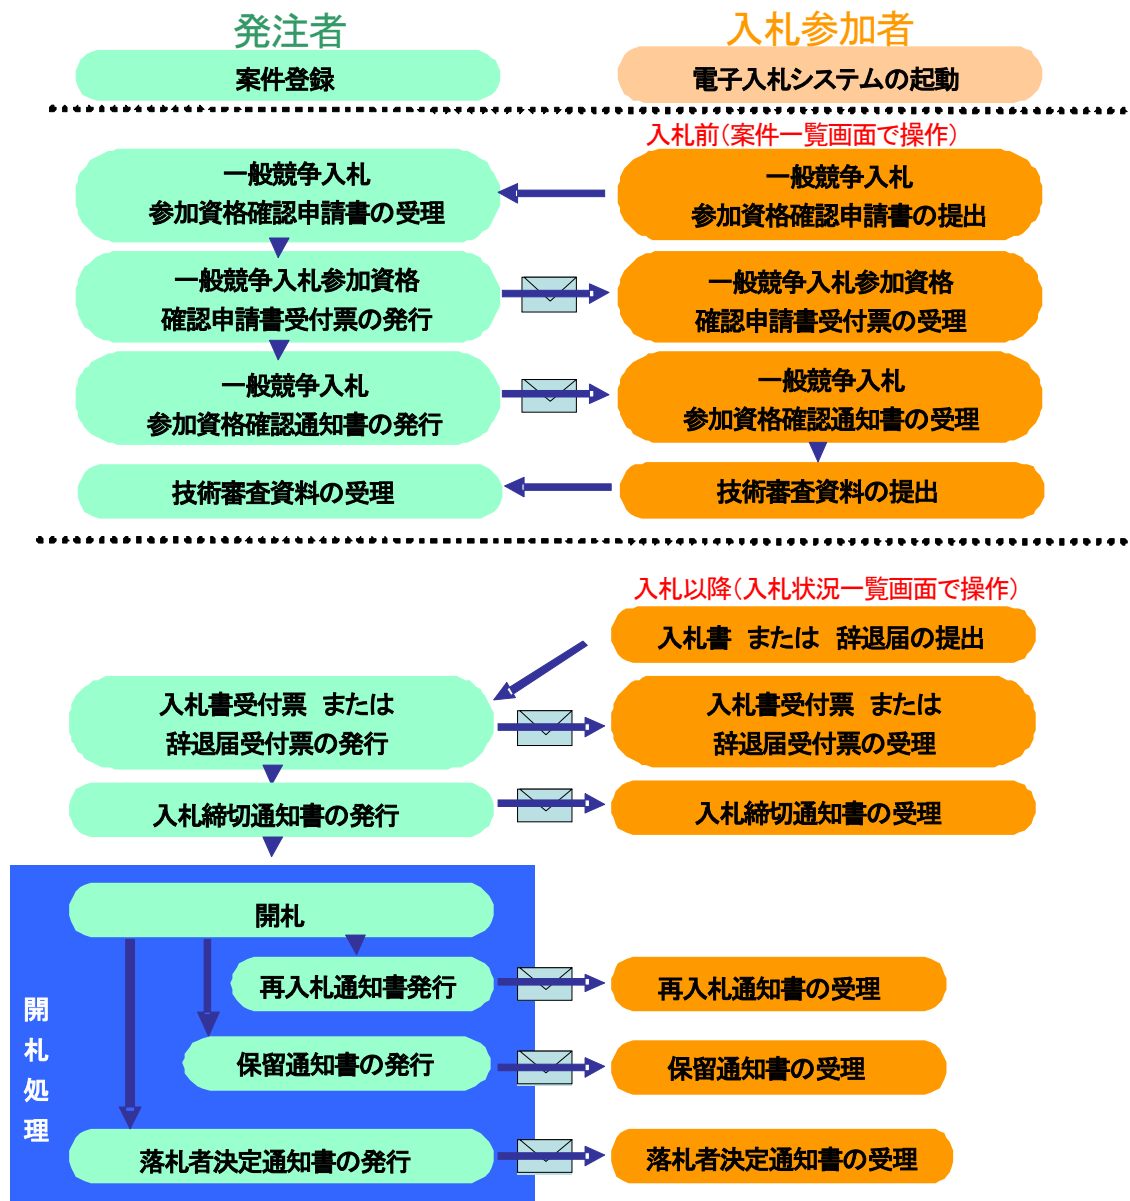 発注者
入札参加者
案件登録
電子入札システムの起動
入札前(案件一覧画面で操作)
一般競争入札
参加資格確認申請書の受理
一般競争入札
参加資格確認申請書の提出
一般競争入札参加資格
確認申請書受付票の発行
一般競争入札参加資格
確認申請書受付票の受理
一般競争入札
参加資格確認通知書の発行
一般競争入札
参加資格確認通知書の受理
技術審査資料の受理
技術審査資料の提出
入札以降(入札状況一覧画面で操作)
入札書 または 辞退届の提出
入札書受付票 または
辞退届受付票の発行
入札書受付票 または
辞退届受付票の受理
入札締切通知書の発行
入札締切通知書の受理
開札処理
開札
再入札通知書発行
再入札通知書の受理
保留通知書の発行
保留通知書の受理
落札者決定通知書の発行
落札者決定通知書の受理